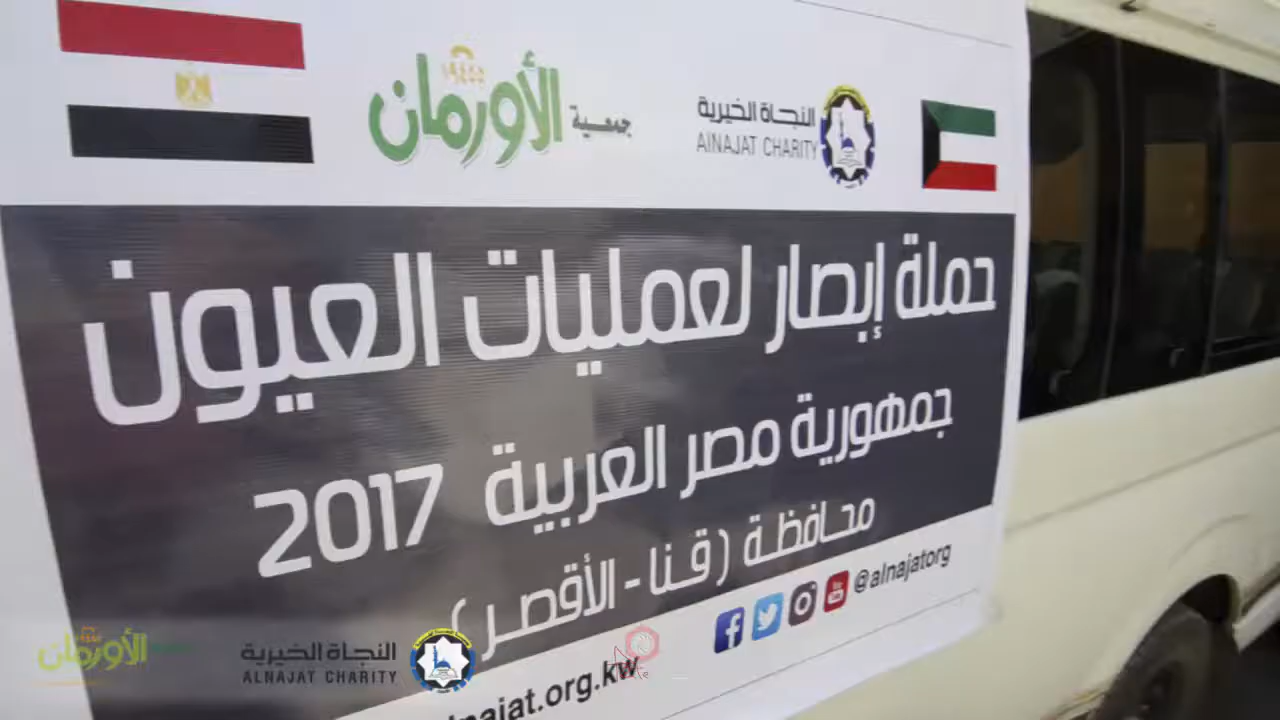 جمعية الأورمان
١٩٤٥٥
النجاة الخيرية
AlNAJAT CHARITY
حملة إبصار لعمليات العيون
جمهورية مصر العربية 2017
محافظة (قنا - الأقصر)
@alnajatorg
alnajat.org.kw
الأورمان
النجاة الخيرية
ALNAJAT CHARITY